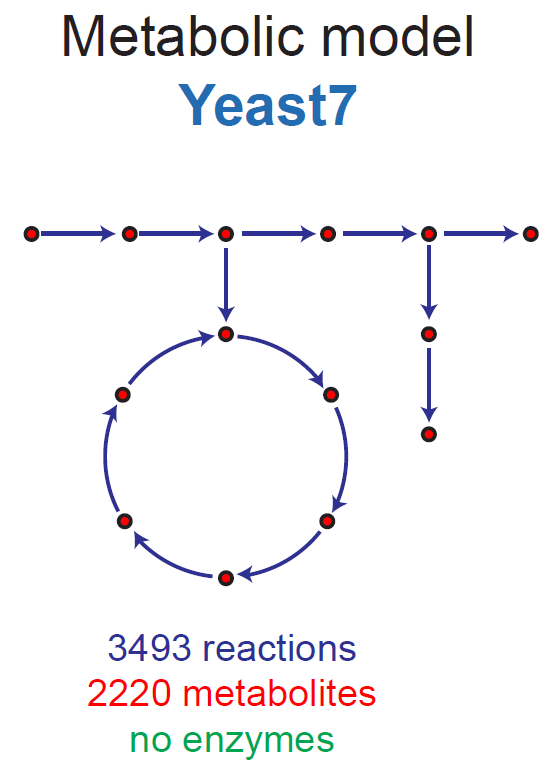 Metabolic model
Yeast7
3493 reactions
2220 metabolites
no enzymes